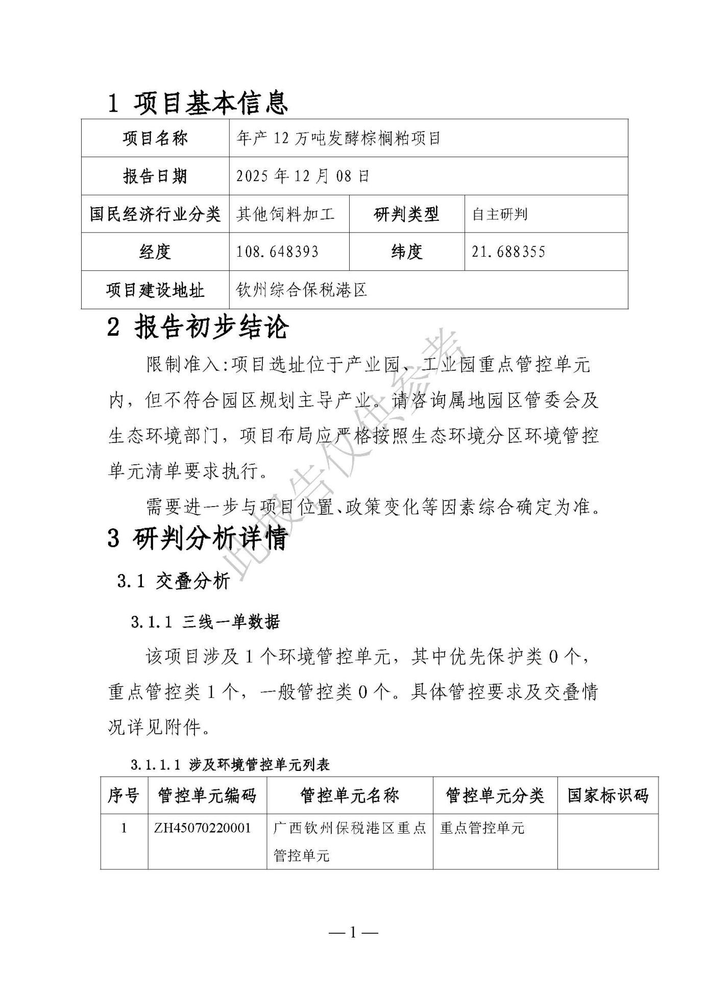 1 项目基本信息
项目名称 年产 12 万吨发酵棕榈粕项目
报告日期 2025 年 12 月 08 日
国民经济行业分类 其他饲料加工 研判类型 自主研判
经度 108.648393 纬度 21.688355
项目建设地址 钦州综合保税港区
2 报告初步结论
限制准入:项目选址位于产业园、工业园重点管控单元
内，但不符合园区规划主导产业。请咨询属地园区管委会及
生态环境部门，项目布局应严格按照生态环境分区环境管控
单元清单要求执行。
需要进一步与项目位置、政策变化等因素综合确定为准。
此报告仅供参考
3 研判分析详情
3.1 交叠分析
3.1.1 三线一单数据
该项目涉及 1 个环境管控单元，其中优先保护类 0 个，
重点管控类 1 个，一般管控类 0 个。具体管控要求及交叠情
况详见附件。
3.1.1.1 涉及环境管控单元列表
序号 管控单元编码 管控单元名称 管控单元分类 国家标识码
1 ZH45070220001 广西钦州保税港区重点 重点管控单元
管控单元
— 1 —